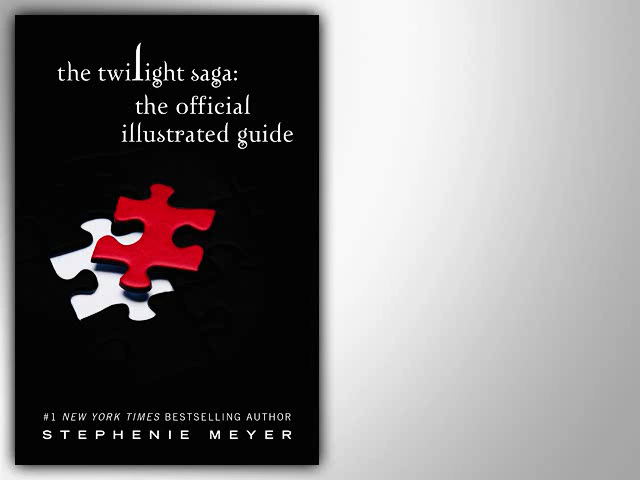 the twilight saga:
the official
illustrated guide
#1 NEW YORK TIMES BESTSELLING AUTHOR
STEPHENIE MEYER